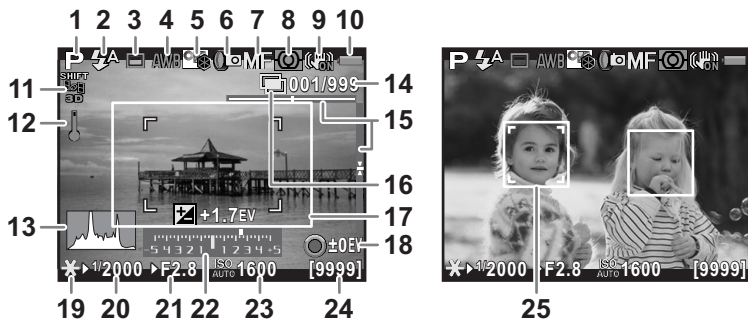 1 2 3 4 5 6 7 8 9 10
P A AWB MF ON
P A AWB MF ON
11 SHIFT 001/999 14
3D
12 15
16
+1.7EV 17
13 ±0EV 18
-5 4 3 2 1 1 2 3 4 +5
1/2000 F2.8 ISO AUTO 1600 [9999]
1/2000 F2.8 ISO AUTO 1600 [9999]
19 20 21 22 23 24
25